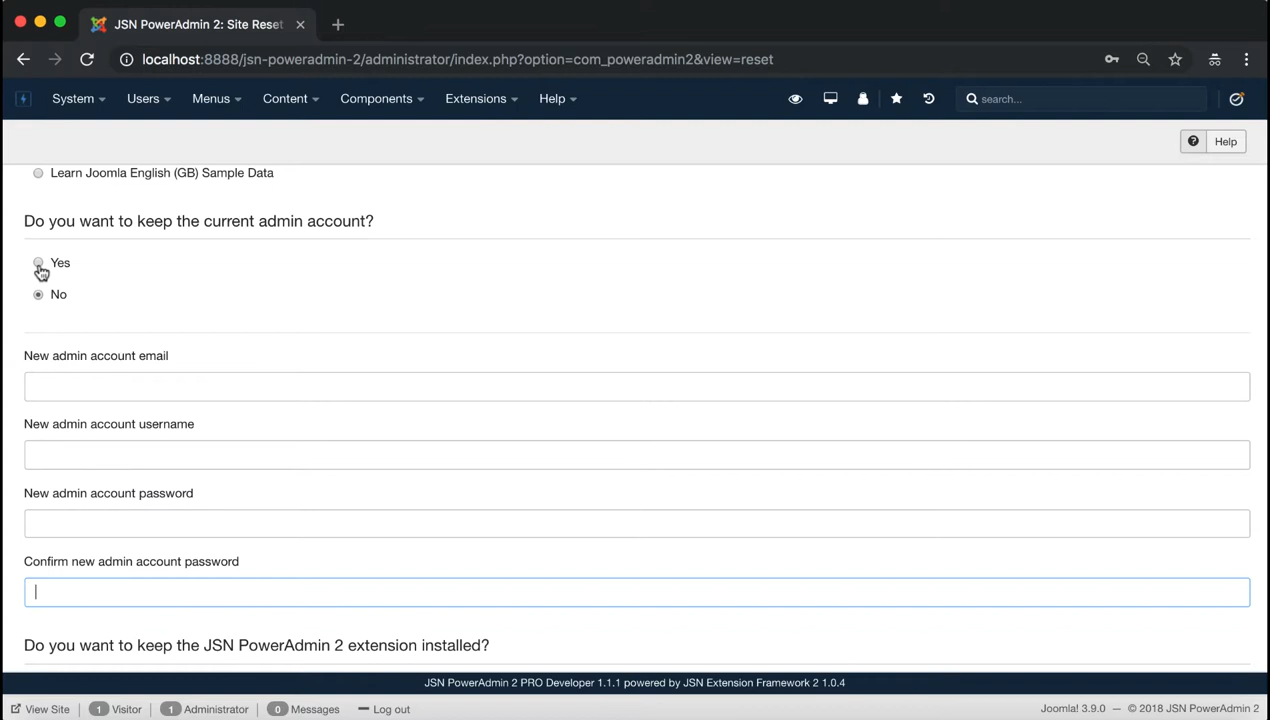 JSN PowerAdmin 2: Site Reset
localhost:8888/jsn-poweradmin-2/administrator/index.php?option=com_poweradmin2&view=reset
System Users Menus Content Components Extensions Help search...
Help
Learn Joomla English (GB) Sample Data
Do you want to keep the current admin account?
Yes
No
New admin account email
New admin account username
New admin account password
Confirm new admin account password
Do you want to keep the JSN PowerAdmin 2 extension installed?
JSN PowerAdmin 2 PRO Developer 1.1.1 powered by JSN Extension Framework 2 1.0.4
View Site 1 Visitor 1 Administrator 0 Messages Log out Joomla! 3.9.0 — © 2018 JSN PowerAdmin 2